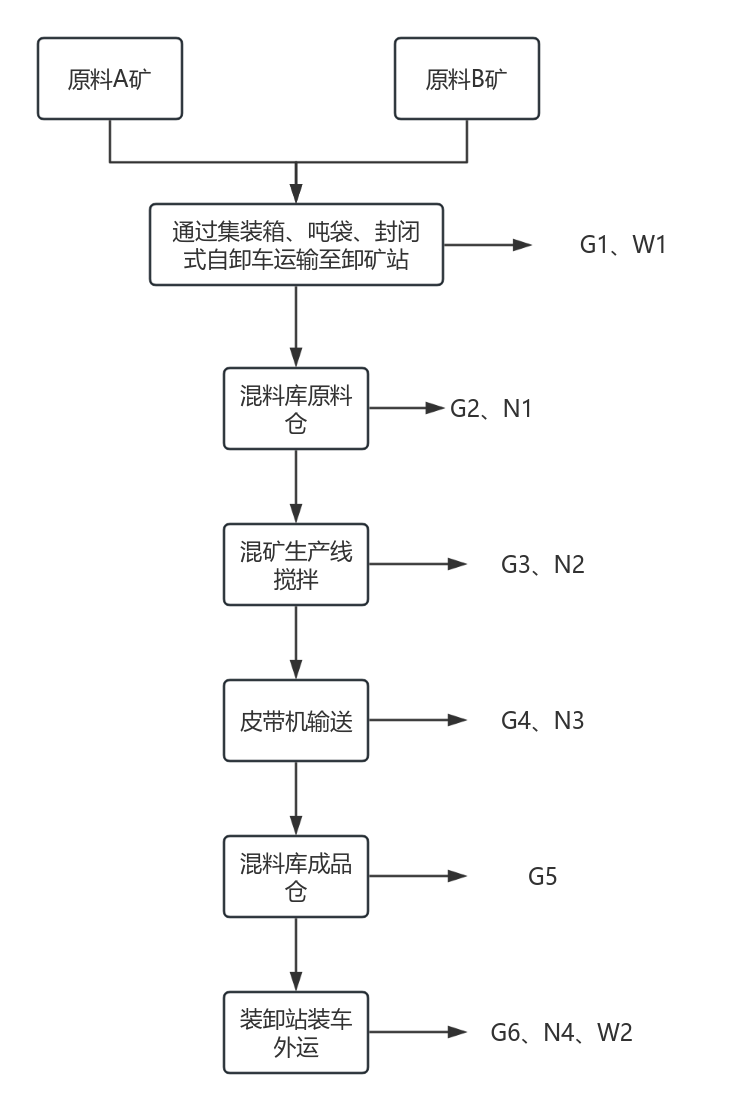 原料A矿
原料B矿
通过集装箱、吨袋、封闭
式自卸车运输至卸矿站
G1、W1
混料库原料
仓
G2、N1
混矿生产线
搅拌
G3、N2
皮带机输送
G4、N3
混料库成品
仓
G5
装卸站装车
外运
G6、N4、W2